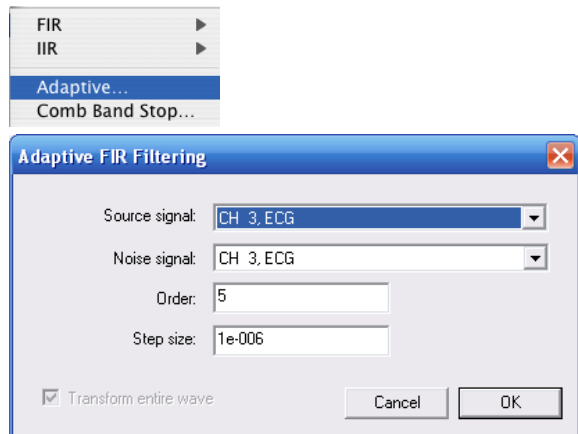 FIR
IIR
Adaptive...
Comb Band Stop...
Adaptive FIR Filtering
Source signal: CH 3, ECG
Noise signal: CH 3, ECG
Order: 5
Step size: 1e-006
Transform entire wave
Cancel OK